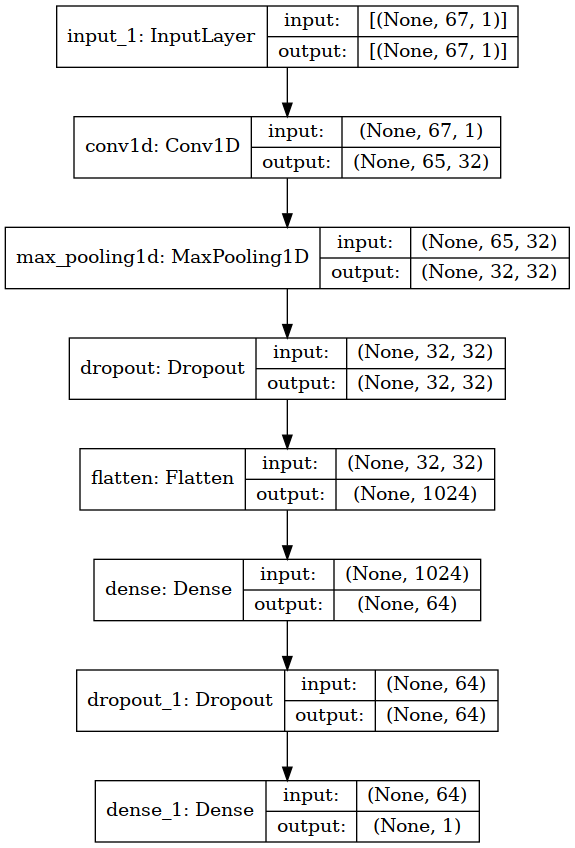 input_1: InputLayer
input: [(None, 67, 1)]
output: [(None, 67, 1)]
conv1d: Conv1D
input: (None, 67, 1)
output: (None, 65, 32)
max_pooling1d: MaxPooling1D
input: (None, 65, 32)
output: (None, 32, 32)
dropout: Dropout
input: (None, 32, 32)
output: (None, 32, 32)
flatten: Flatten
input: (None, 32, 32)
output: (None, 1024)
dense: Dense
input: (None, 1024)
output: (None, 64)
dropout_1: Dropout
input: (None, 64)
output: (None, 64)
dense_1: Dense
input: (None, 64)
output: (None, 1)